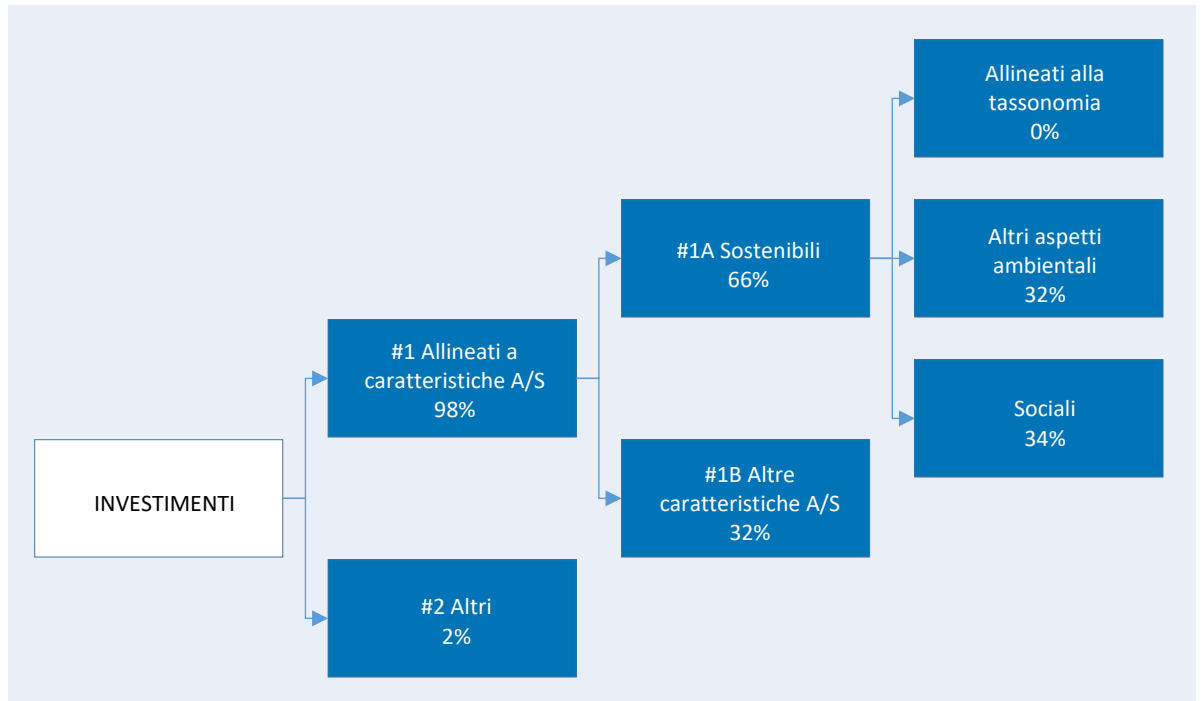 Allineati alla
tassonomia
0%
#1A Sostenibili
66%
Altri aspetti
ambientali
32%
#1 Allineati a
caratteristiche A/S
98%
Sociali
34%
INVESTIMENTI
#1B Altre
caratteristiche A/S
32%
#2 Altri
2%